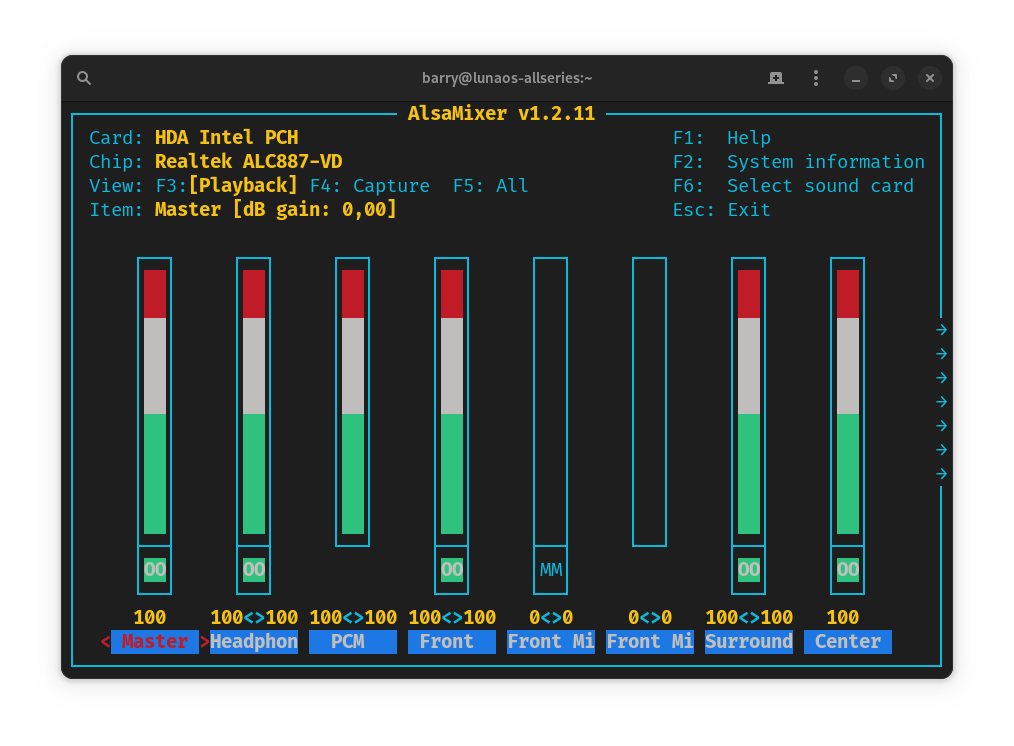 barry@lunaos-allseries:~
AlsaMixer v1.2.11
Card: HDA Intel PCH F1: Help
Chip: Realtek ALC887-VD F2: System information
View: F3:[Playback] F4: Capture F5: All F6: Select sound card
Item: Master [dB gain: 0,00] Esc: Exit
→
→
→
→
→
→
→
OO OO OO MM OO OO
100 100<>100 100<>100 100<>100 0<>0 0<>0 100<>100 100
< Master >Headphon PCM Front Front Mi Front Mi Surround Center